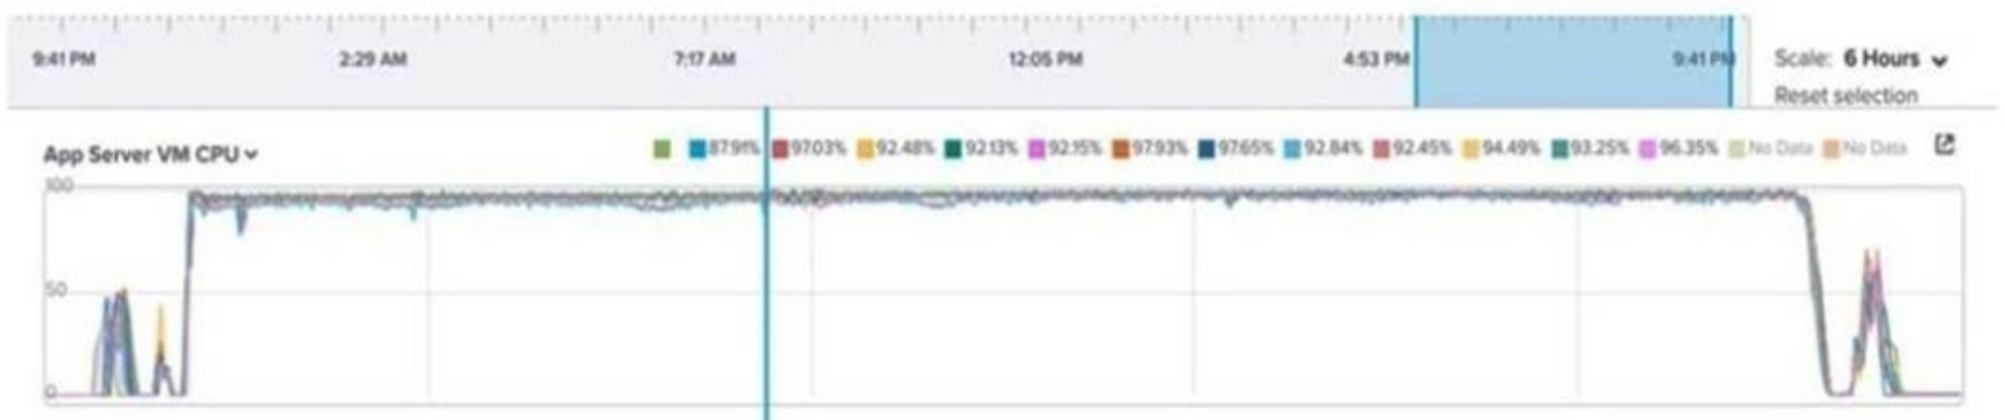 9:41 PM 2:29 AM 7:17 AM 12:05 PM 4:53 PM 9:41 PM Scale: 6 Hours
Reset selection
App Server VM CPU 87.91% 97.03% 92.48% 92.13% 92.15% 97.93% 97.65% 92.84% 92.45% 94.49% 93.25% 96.35% No Data No Data
100
50
0